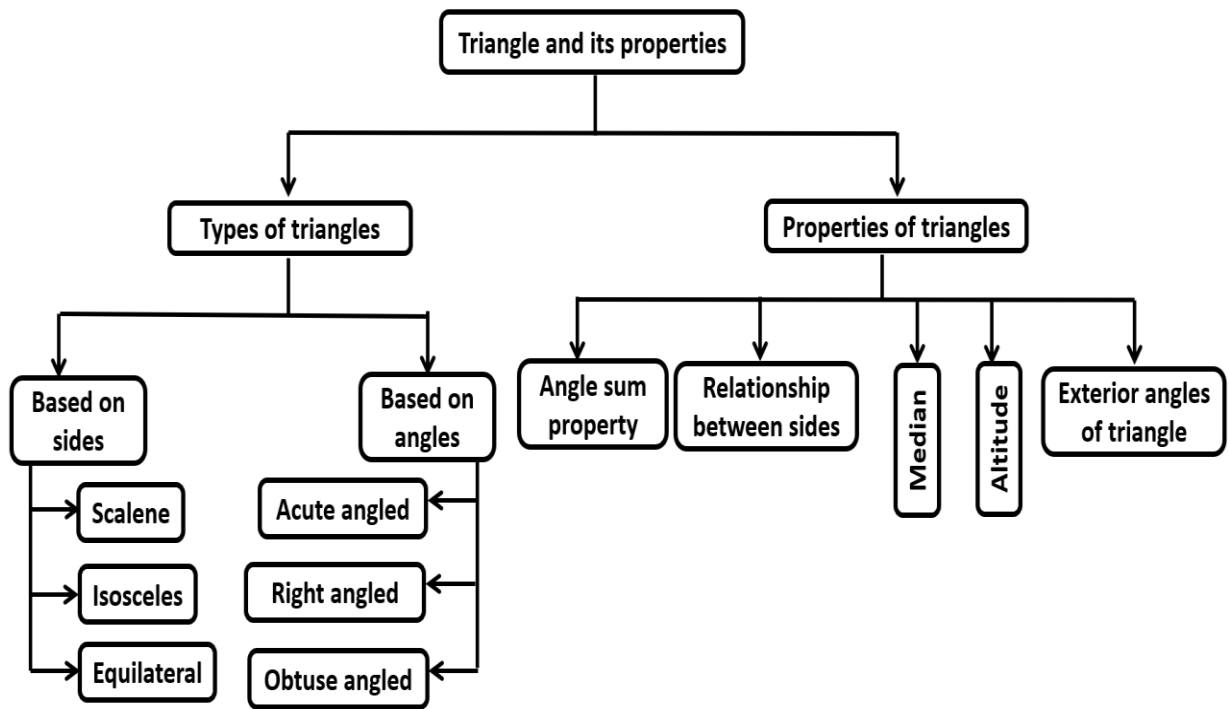 Triangle and its properties
Types of triangles
Properties of triangles
Based on
sides
Based on
angles
Angle sum
property
Relationship
between sides
Median
Altitude
Exterior angles
of triangle
Scalene
Isosceles
Equilateral
Acute angled
Right angled
Obtuse angled